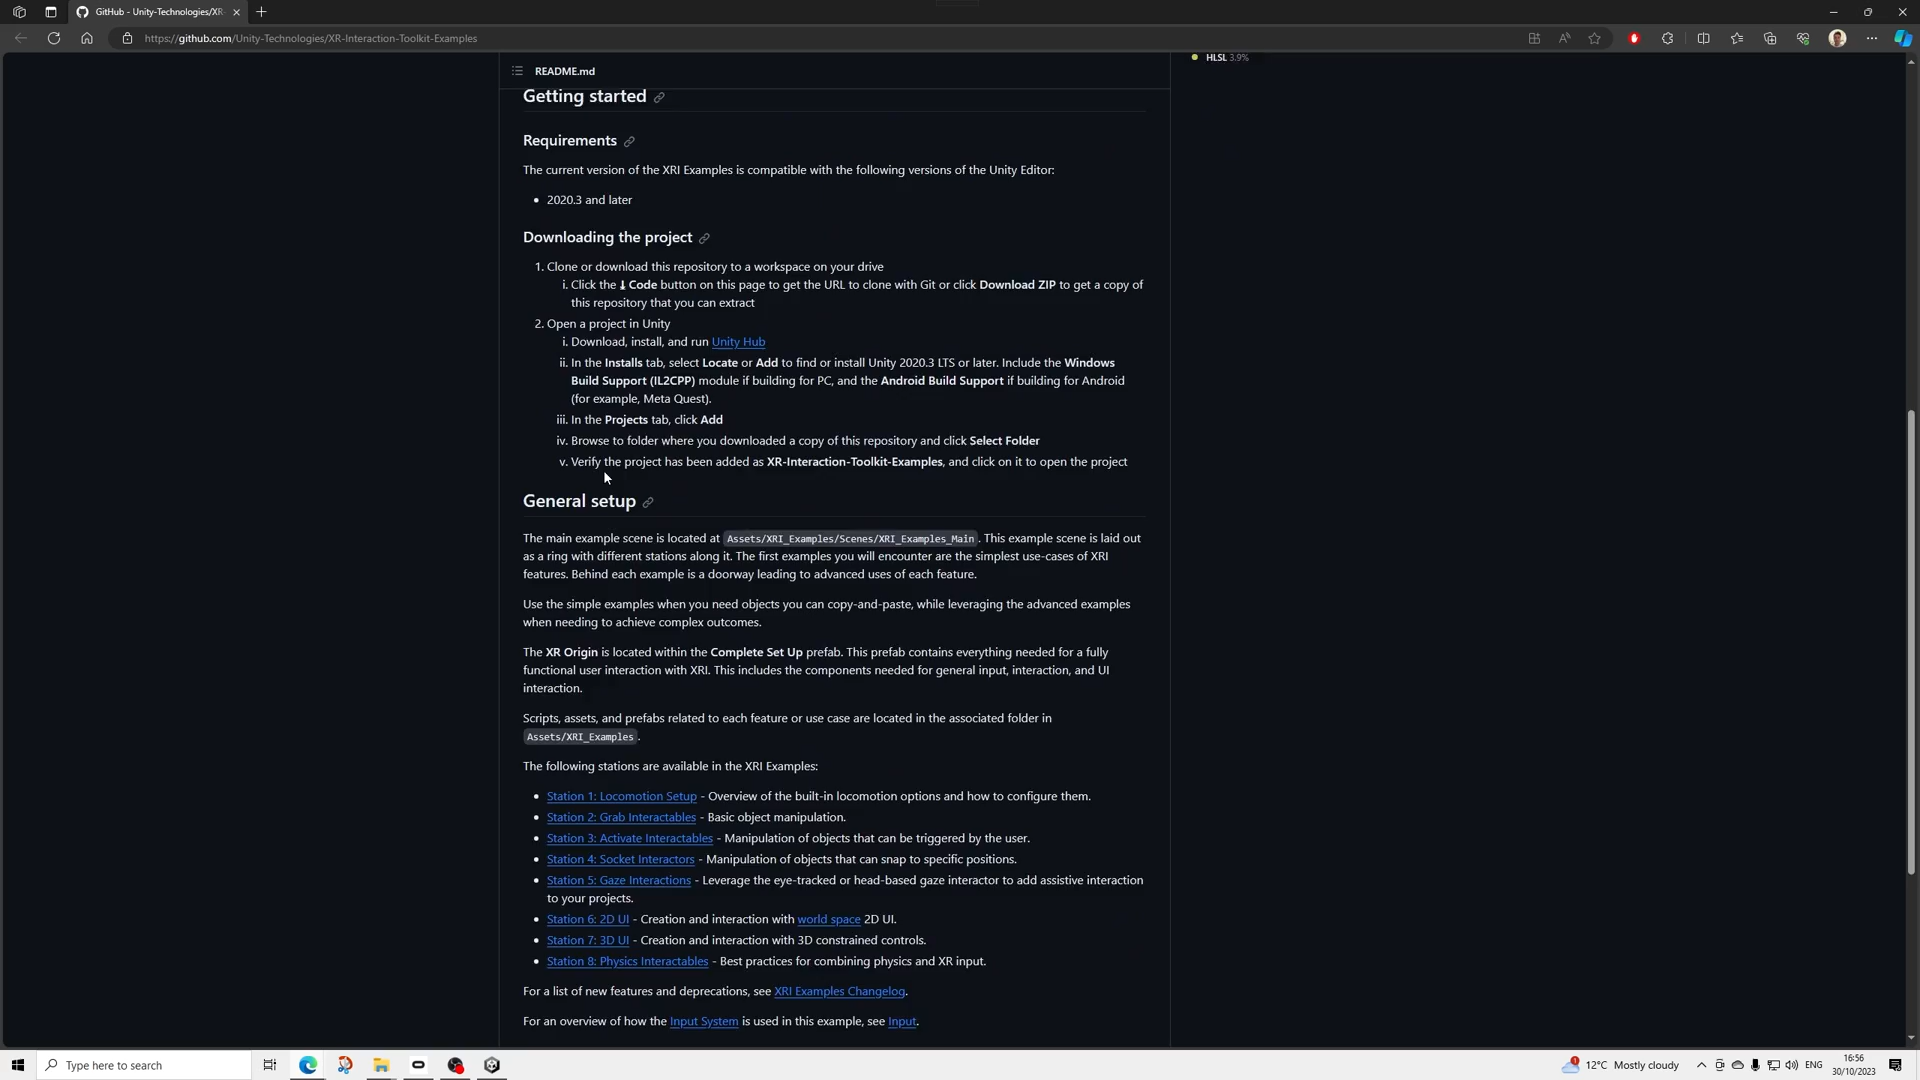 GitHub - Unity-Technologies/XR-
https://github.com/Unity-Technologies/XR-Interaction-Toolkit-Examples
README.md
HLSL 3.9%
Getting started
Requirements
The current version of the XRI Examples is compatible with the following versions of the Unity Editor:
• 2020.3 and later
Downloading the project
1. Clone or download this repository to a workspace on your drive
i. Click the ⤓ Code button on this page to get the URL to clone with Git or click Download ZIP to get a copy of
this repository that you can extract
2. Open a project in Unity
i. Download, install, and run Unity Hub
ii. In the Installs tab, select Locate or Add to find or install Unity 2020.3 LTS or later. Include the Windows
Build Support (IL2CPP) module if building for PC, and the Android Build Support if building for Android
(for example, Meta Quest).
iii. In the Projects tab, click Add
iv. Browse to folder where you downloaded a copy of this repository and click Select Folder
v. Verify the project has been added as XR-Interaction-Toolkit-Examples, and click on it to open the project
General setup
The main example scene is located at Assets/XRI_Examples/Scenes/XRI_Examples_Main. This example scene is laid out
as a ring with different stations along it. The first examples you will encounter are the simplest use-cases of XRI
features. Behind each example is a doorway leading to advanced uses of each feature.
Use the simple examples when you need objects you can copy-and-paste, while leveraging the advanced examples
when needing to achieve complex outcomes.
The XR Origin is located within the Complete Set Up prefab. This prefab contains everything needed for a fully
functional user interaction with XRI. This includes the components needed for general input, interaction, and UI
interaction.
Scripts, assets, and prefabs related to each feature or use case are located in the associated folder in
Assets/XRI_Examples.
The following stations are available in the XRI Examples:
• Station 1: Locomotion Setup - Overview of the built-in locomotion options and how to configure them.
• Station 2: Grab Interactables - Basic object manipulation.
• Station 3: Activate Interactables - Manipulation of objects that can be triggered by the user.
• Station 4: Socket Interactors - Manipulation of objects that can snap to specific positions.
• Station 5: Gaze Interactions - Leverage the eye-tracked or head-based gaze interactor to add assistive interaction
to your projects.
• Station 6: 2D UI - Creation and interaction with world space 2D UI.
• Station 7: 3D UI - Creation and interaction with 3D constrained controls.
• Station 8: Physics Interactables - Best practices for combining physics and XR input.
For a list of new features and deprecations, see XRI Examples Changelog.
For an overview of how the Input System is used in this example, see Input.
Type here to search
1
12°C Mostly cloudy
ENG
16:56
30/10/2023